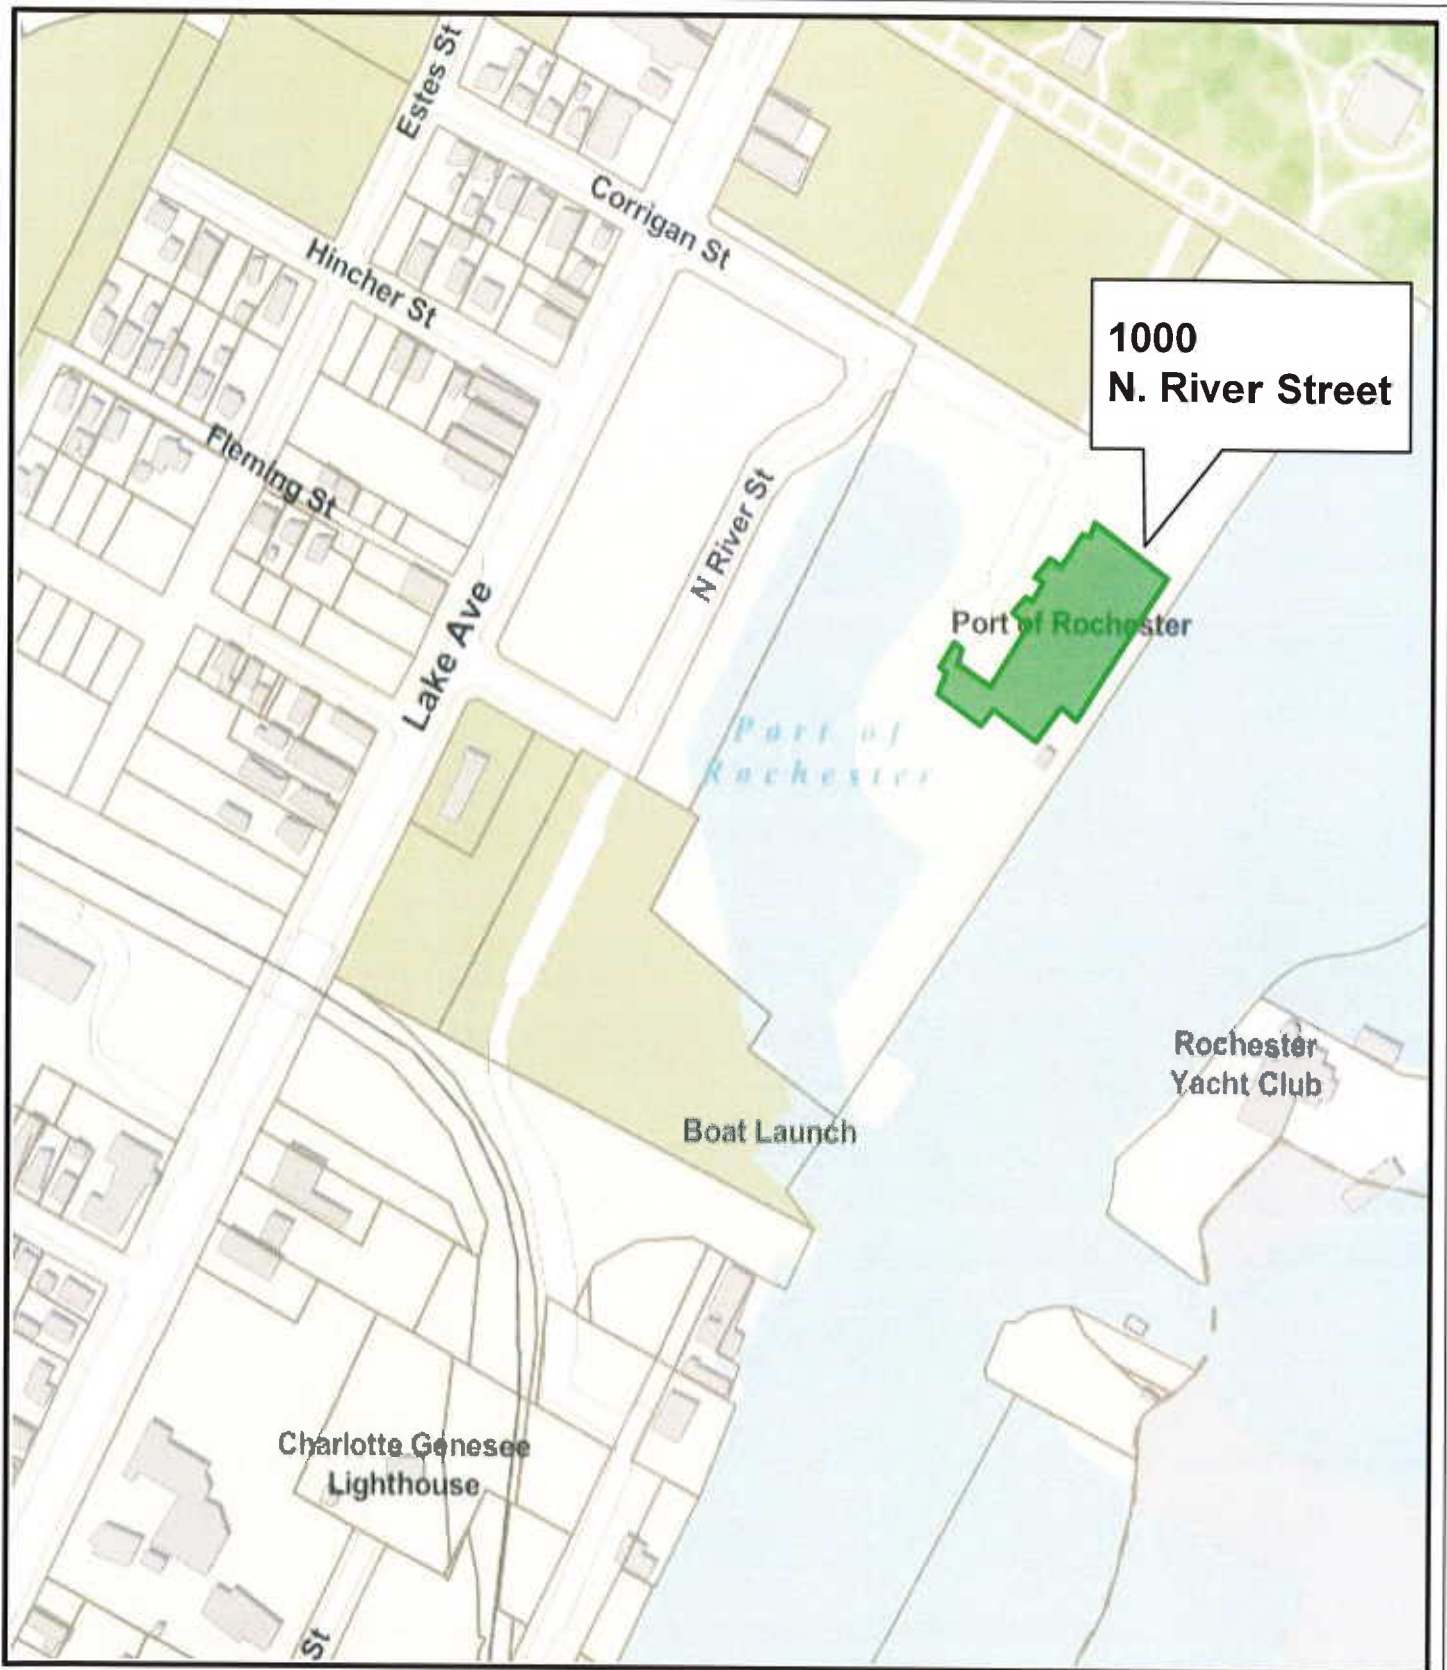 Estes St
Corrigan St
Hincher St
1000
N. River Street
Fleming St
N River St
Lake Ave
Port of Rochester
Port of
Rochester
Rochester
Yacht Club
Boat Launch
Charlotte Genesee
Lighthouse
St